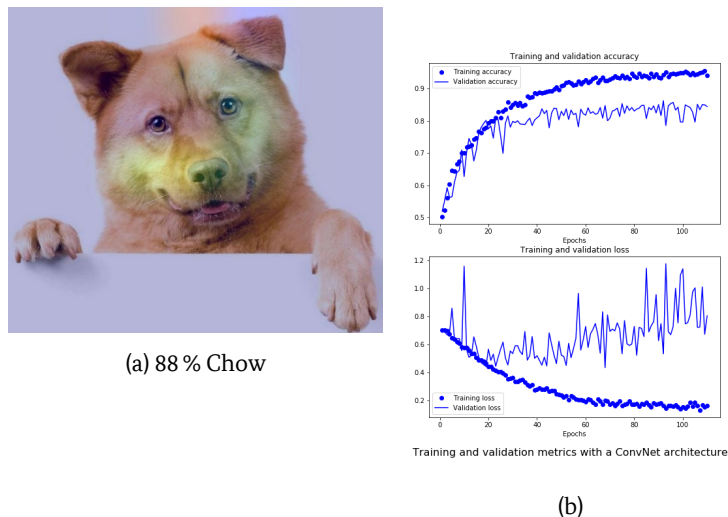 (a) 88 % Chow
Training and validation accuracy
Training accuracy
Validation accuracy
0.9
0.8
0.7
0.6
0.5
0 20 40 60 80 100
Epochs
Training and validation loss
1.2
1.0
0.8
0.6
0.4
0.2
Training loss
Validation loss
0 20 40 60 80 100
Epochs
Training and validation metrics with a ConvNet architecture
(b)